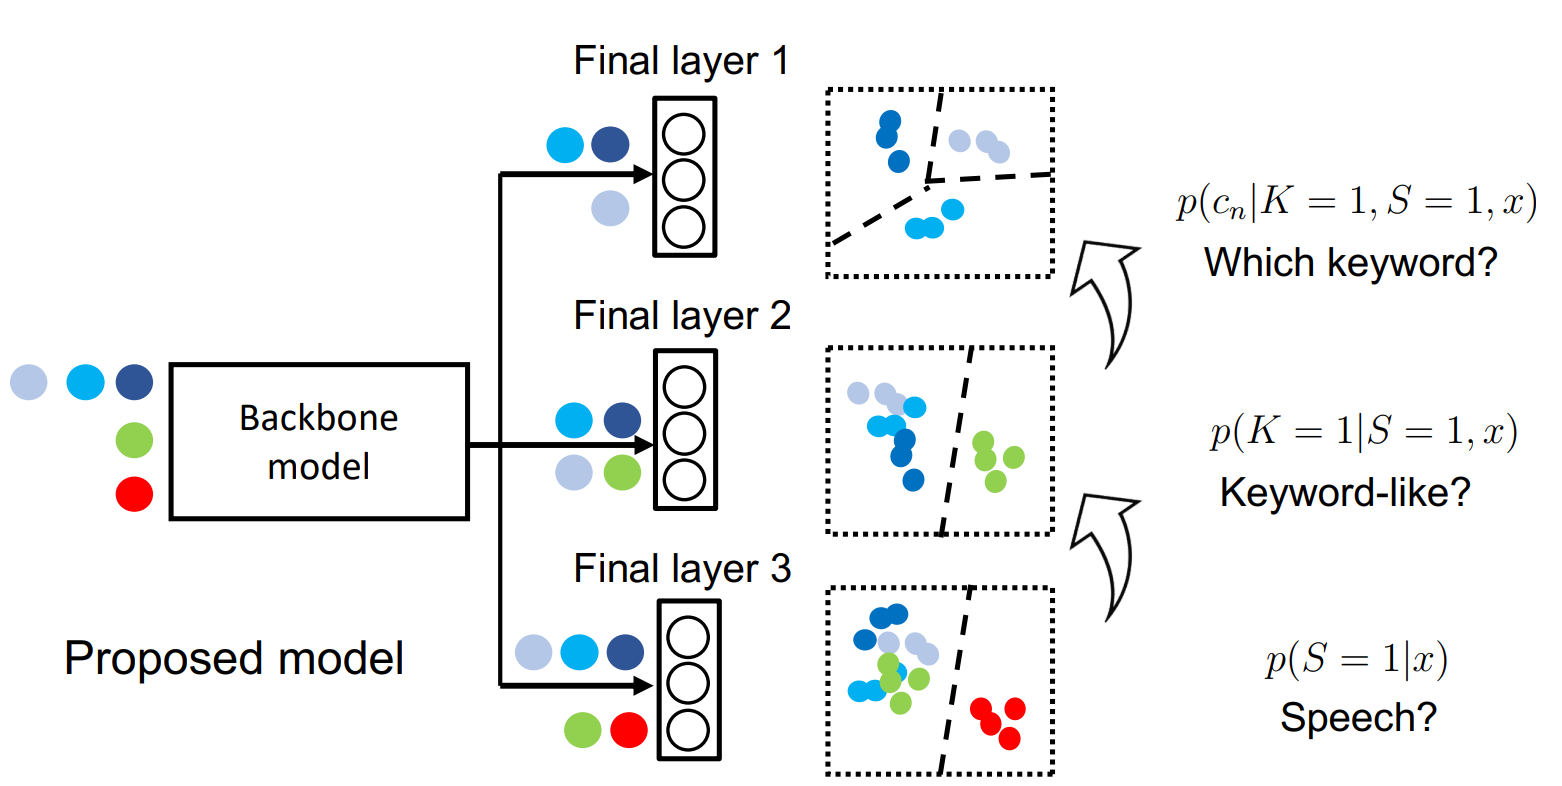 Final layer 1
p(c_n|K = 1, S = 1, x)
Which keyword?
Final layer 2
Backbone
model
p(K = 1|S = 1, x)
Keyword-like?
Final layer 3
Proposed model
p(S = 1|x)
Speech?